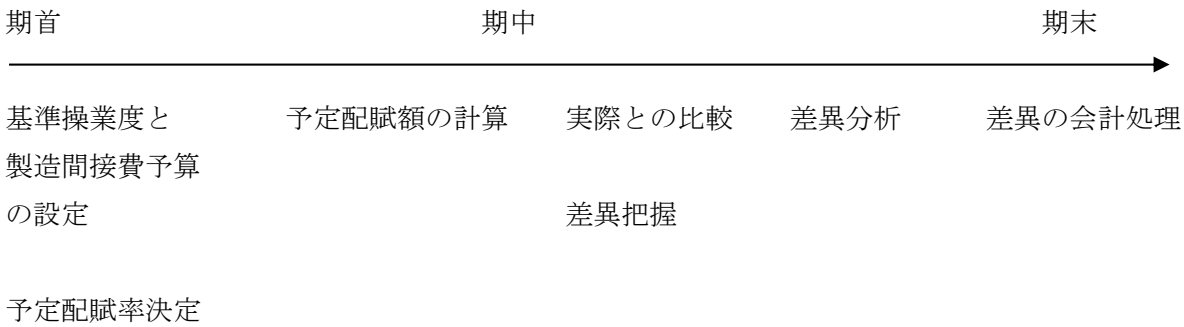 期首 期中 期末
基準操業度と 予定配賦額の計算 実際との比較 差異分析 差異の会計処理
製造間接費予算
の設定 差異把握
予定配賦率決定